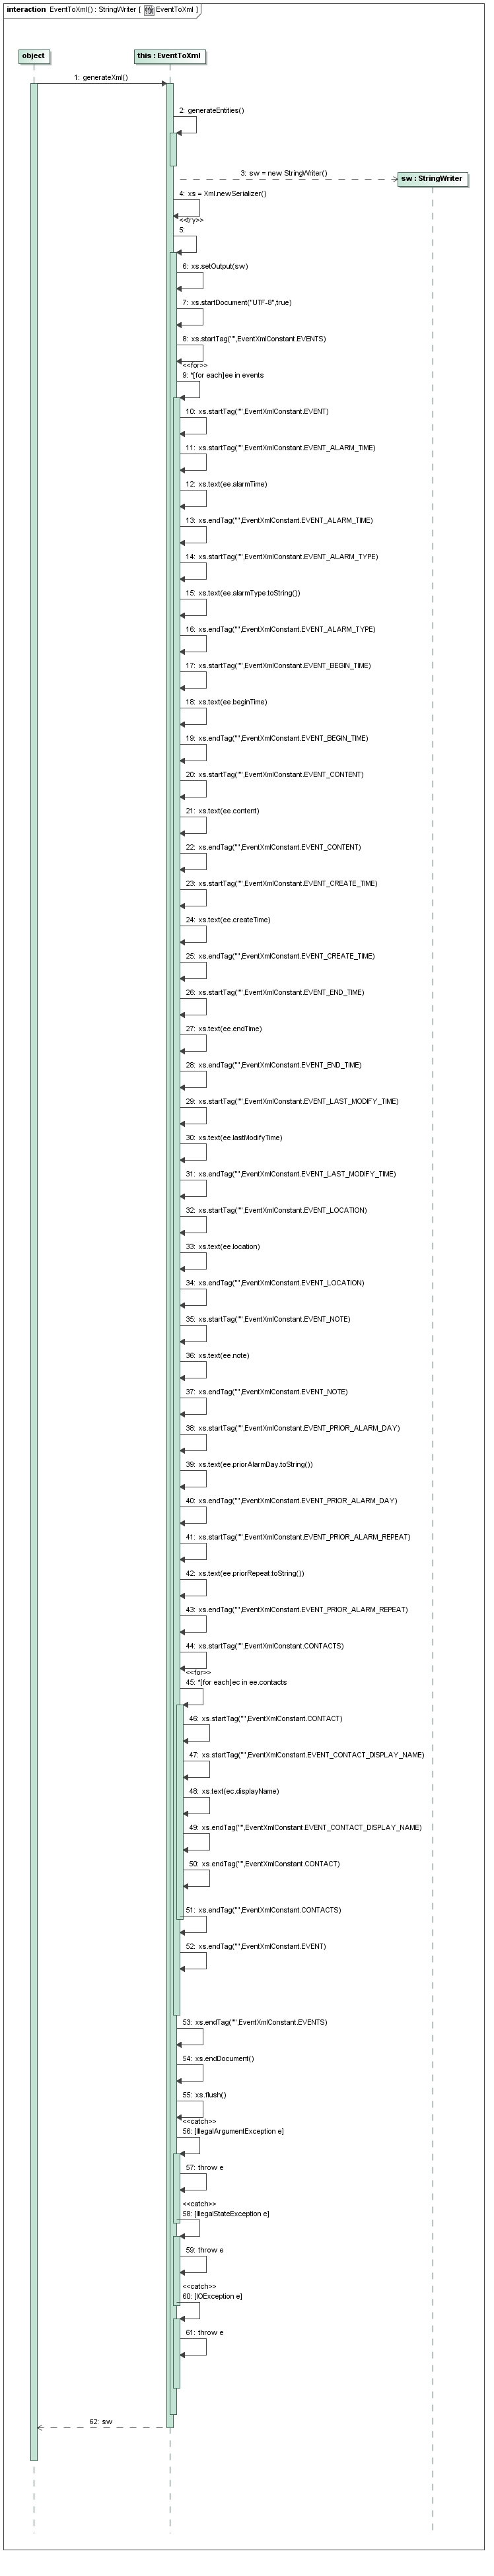 interaction EventToXml() : StringWriter [ EventToXml ]
object
this : EventToXml
1: generateXml()
2: generateEntities()
3: sw = new StringWriter()
sw : StringWriter
4: xs = Xml.newSerializer()
<<try>>
5:
6: xs.setOutput(sw)
7: xs.startDocument("UTF-8",true)
8: xs.startTag("",EventXmlConstant.EVENTS)
<<for>>
9: *[for each]ee in events
10: xs.startTag("",EventXmlConstant.EVENT)
11: xs.startTag("",EventXmlConstant.EVENT_ALARM_TIME)
12: xs.text(ee.alarmTime)
13: xs.endTag("",EventXmlConstant.EVENT_ALARM_TIME)
14: xs.startTag("",EventXmlConstant.EVENT_ALARM_TYPE)
15: xs.text(ee.alarmType.toString())
16: xs.endTag("",EventXmlConstant.EVENT_ALARM_TYPE)
17: xs.startTag("",EventXmlConstant.EVENT_BEGIN_TIME)
18: xs.text(ee.beginTime)
19: xs.endTag("",EventXmlConstant.EVENT_BEGIN_TIME)
20: xs.startTag("",EventXmlConstant.EVENT_CONTENT)
21: xs.text(ee.content)
22: xs.endTag("",EventXmlConstant.EVENT_CONTENT)
23: xs.startTag("",EventXmlConstant.EVENT_CREATE_TIME)
24: xs.text(ee.createTime)
25: xs.endTag("",EventXmlConstant.EVENT_CREATE_TIME)
26: xs.startTag("",EventXmlConstant.EVENT_END_TIME)
27: xs.text(ee.endTime)
28: xs.endTag("",EventXmlConstant.EVENT_END_TIME)
29: xs.startTag("",EventXmlConstant.EVENT_LAST_MODIFY_TIME)
30: xs.text(ee.lastModifyTime)
31: xs.endTag("",EventXmlConstant.EVENT_LAST_MODIFY_TIME)
32: xs.startTag("",EventXmlConstant.EVENT_LOCATION)
33: xs.text(ee.location)
34: xs.endTag("",EventXmlConstant.EVENT_LOCATION)
35: xs.startTag("",EventXmlConstant.EVENT_NOTE)
36: xs.text(ee.note)
37: xs.endTag("",EventXmlConstant.EVENT_NOTE)
38: xs.startTag("",EventXmlConstant.EVENT_PRIOR_ALARM_DAY)
39: xs.text(ee.priorAlarmDay.toString())
40: xs.endTag("",EventXmlConstant.EVENT_PRIOR_ALARM_DAY)
41: xs.startTag("",EventXmlConstant.EVENT_PRIOR_ALARM_REPEAT)
42: xs.text(ee.priorRepeat.toString())
43: xs.endTag("",EventXmlConstant.EVENT_PRIOR_ALARM_REPEAT)
44: xs.startTag("",EventXmlConstant.CONTACTS)
<<for>>
45: *[for each]ec in ee.contacts
46: xs.startTag("",EventXmlConstant.CONTACT)
47: xs.startTag("",EventXmlConstant.EVENT_CONTACT_DISPLAY_NAME)
48: xs.text(ec.displayName)
49: xs.endTag("",EventXmlConstant.EVENT_CONTACT_DISPLAY_NAME)
50: xs.endTag("",EventXmlConstant.CONTACT)
51: xs.endTag("",EventXmlConstant.CONTACTS)
52: xs.endTag("",EventXmlConstant.EVENT)
53: xs.endTag("",EventXmlConstant.EVENTS)
54: xs.endDocument()
55: xs.flush()
<<catch>>
56: [IllegalArgumentException e]
57: throw e
<<catch>>
58: [IllegalStateException e]
59: throw e
<<catch>>
60: [IOException e]
61: throw e
62: sw